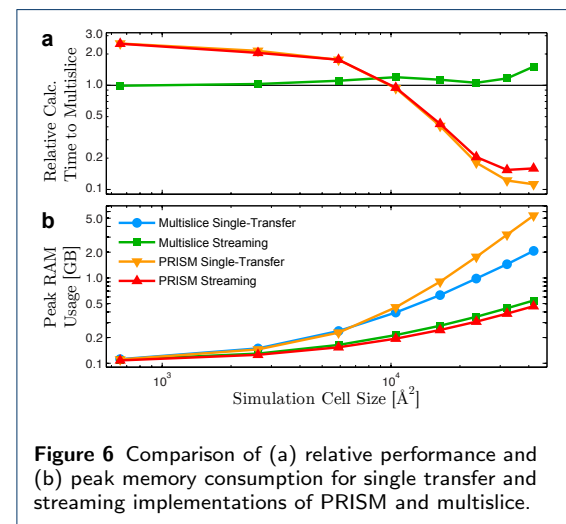 a
3.0
2.0
1.0
0.5
0.2
0.1
Relative Calc.
Time to Multislice
b
5.0
2.0
1.0
0.5
0.2
0.1
Peak RAM
Usage [GB]
Multislice Single-Transfer
Multislice Streaming
PRISM Single-Transfer
PRISM Streaming
10³ 10⁴
Simulation Cell Size [Å²]
Figure 6 Comparison of (a) relative performance and
(b) peak memory consumption for single transfer and
streaming implementations of PRISM and multislice.